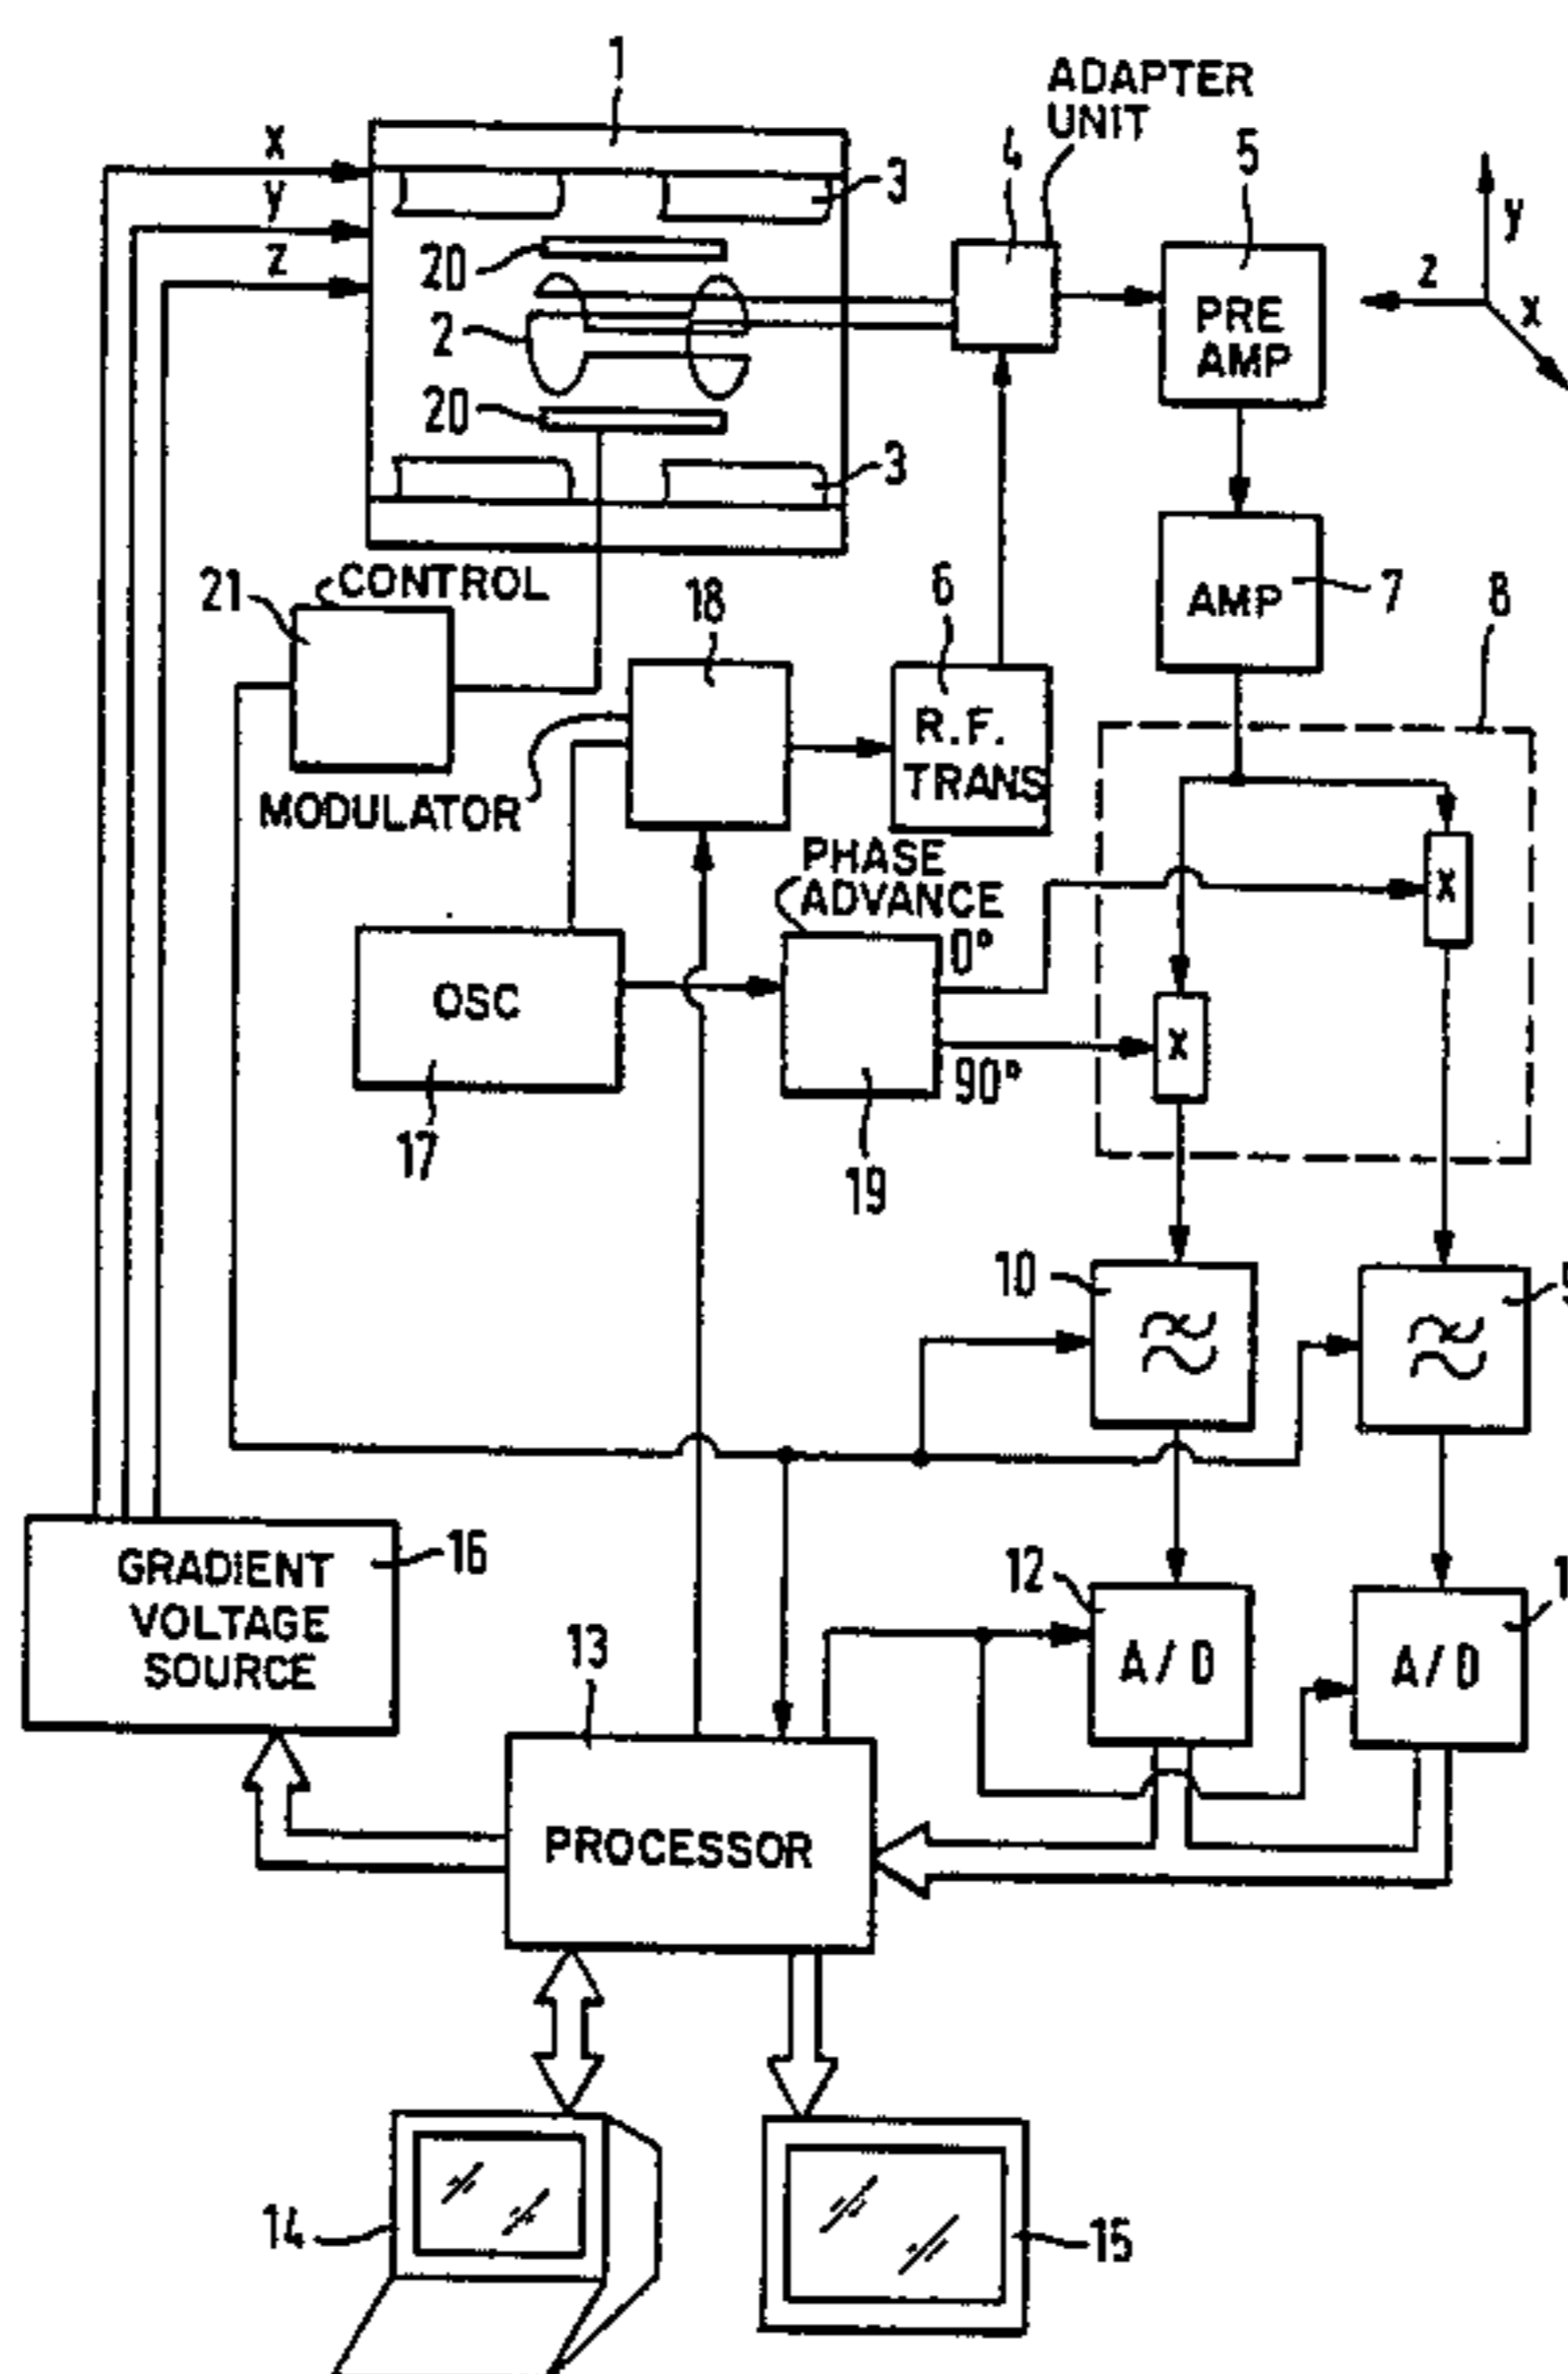 1
ADAPTER
UNIT
x
y
z
3
4
5
20
2
20
3
PRE
AMP
y
z
x
21
CONTROL
18
6
AMP
7
8
R.F.
TRANS
MODULATOR
PHASE
ADVANCE
x
0°
OSC
x
90°
17
19
10
GRADIENT
VOLTAGE
SOURCE
16
12
13
A/D
A/D
PROCESSOR
14
15